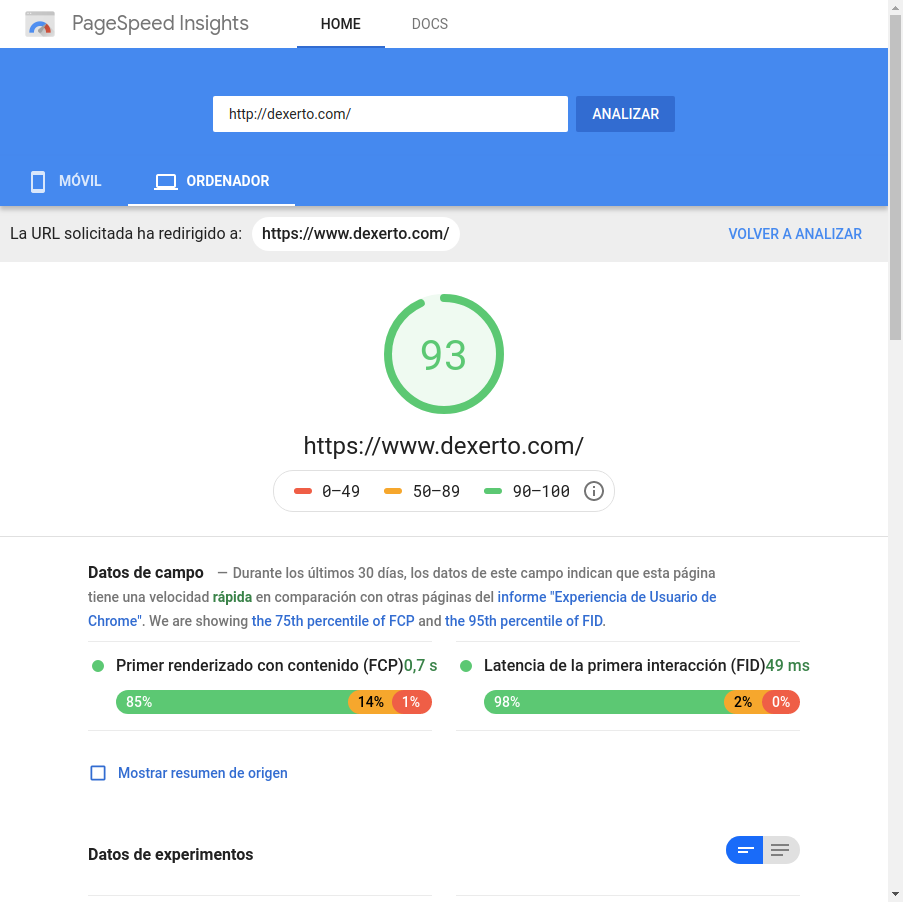 PageSpeed Insights HOME DOCS
http://dexerto.com/ ANALIZAR
MÓVIL ORDENADOR
La URL solicitada ha redirigido a: https://www.dexerto.com/ VOLVER A ANALIZAR
93
https://www.dexerto.com/
0–49 50–89 90–100
Datos de campo — Durante los últimos 30 días, los datos de este campo indican que esta página
tiene una velocidad rápida en comparación con otras páginas del informe "Experiencia de Usuario de
Chrome". We are showing the 75th percentile of FCP and the 95th percentile of FID.
Primer renderizado con contenido (FCP) 0,7 s
85% 14% 1%
Latencia de la primera interacción (FID) 49 ms
98% 2% 0%
Mostrar resumen de origen
Datos de experimentos